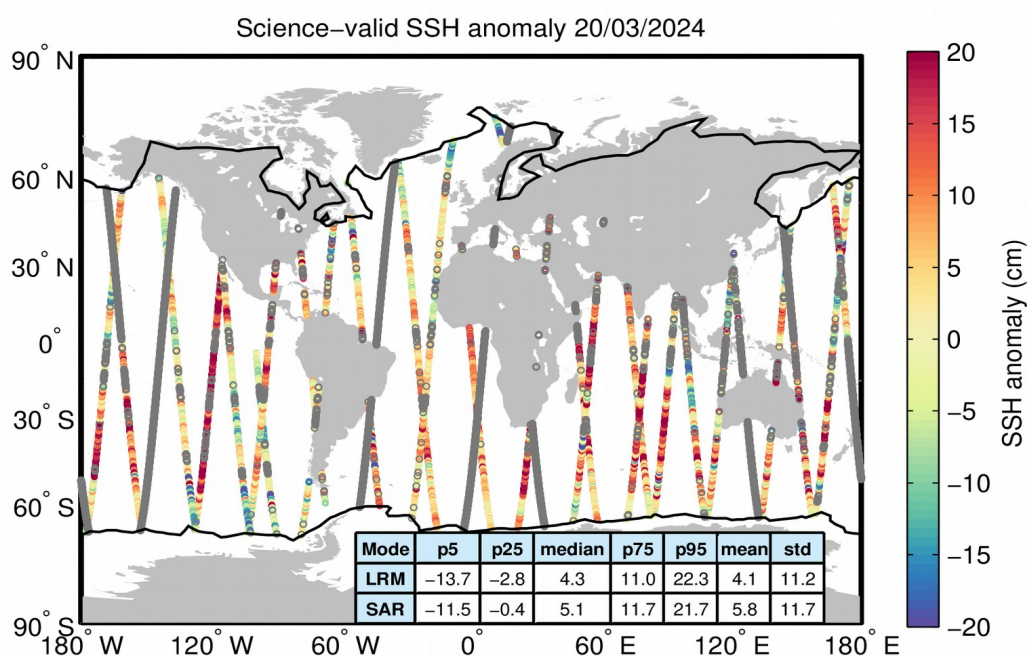 Science−valid SSH anomaly 20/03/2024
90° N
60° N
30° N
0°
30° S
60° S
90° S
180° W
120° W
60° W
0°
60° E
120° E
180° E
Mode p5 p25 median p75 p95 mean std
LRM −13.7 −2.8 4.3 11.0 22.3 4.1 11.2
SAR −11.5 −0.4 5.1 11.7 21.7 5.8 11.7
20
15
10
5
0
−5
−10
−15
−20
SSH anomaly (cm)